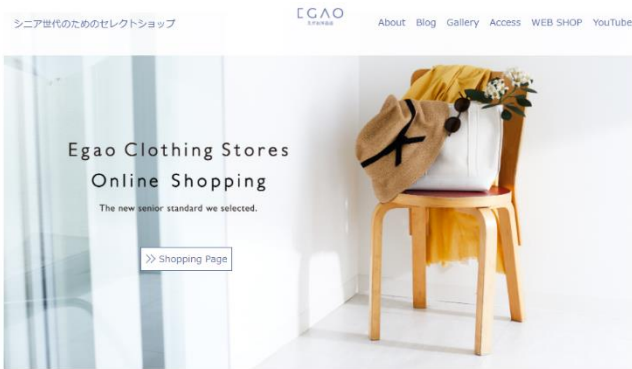 シニア世代のためのセレクトショップ
EGAO
About Blog Gallery Access WEB SHOP YouTube
Egao Clothing Stores
Online Shopping
The new senior standard we selected.
>> Shopping Page